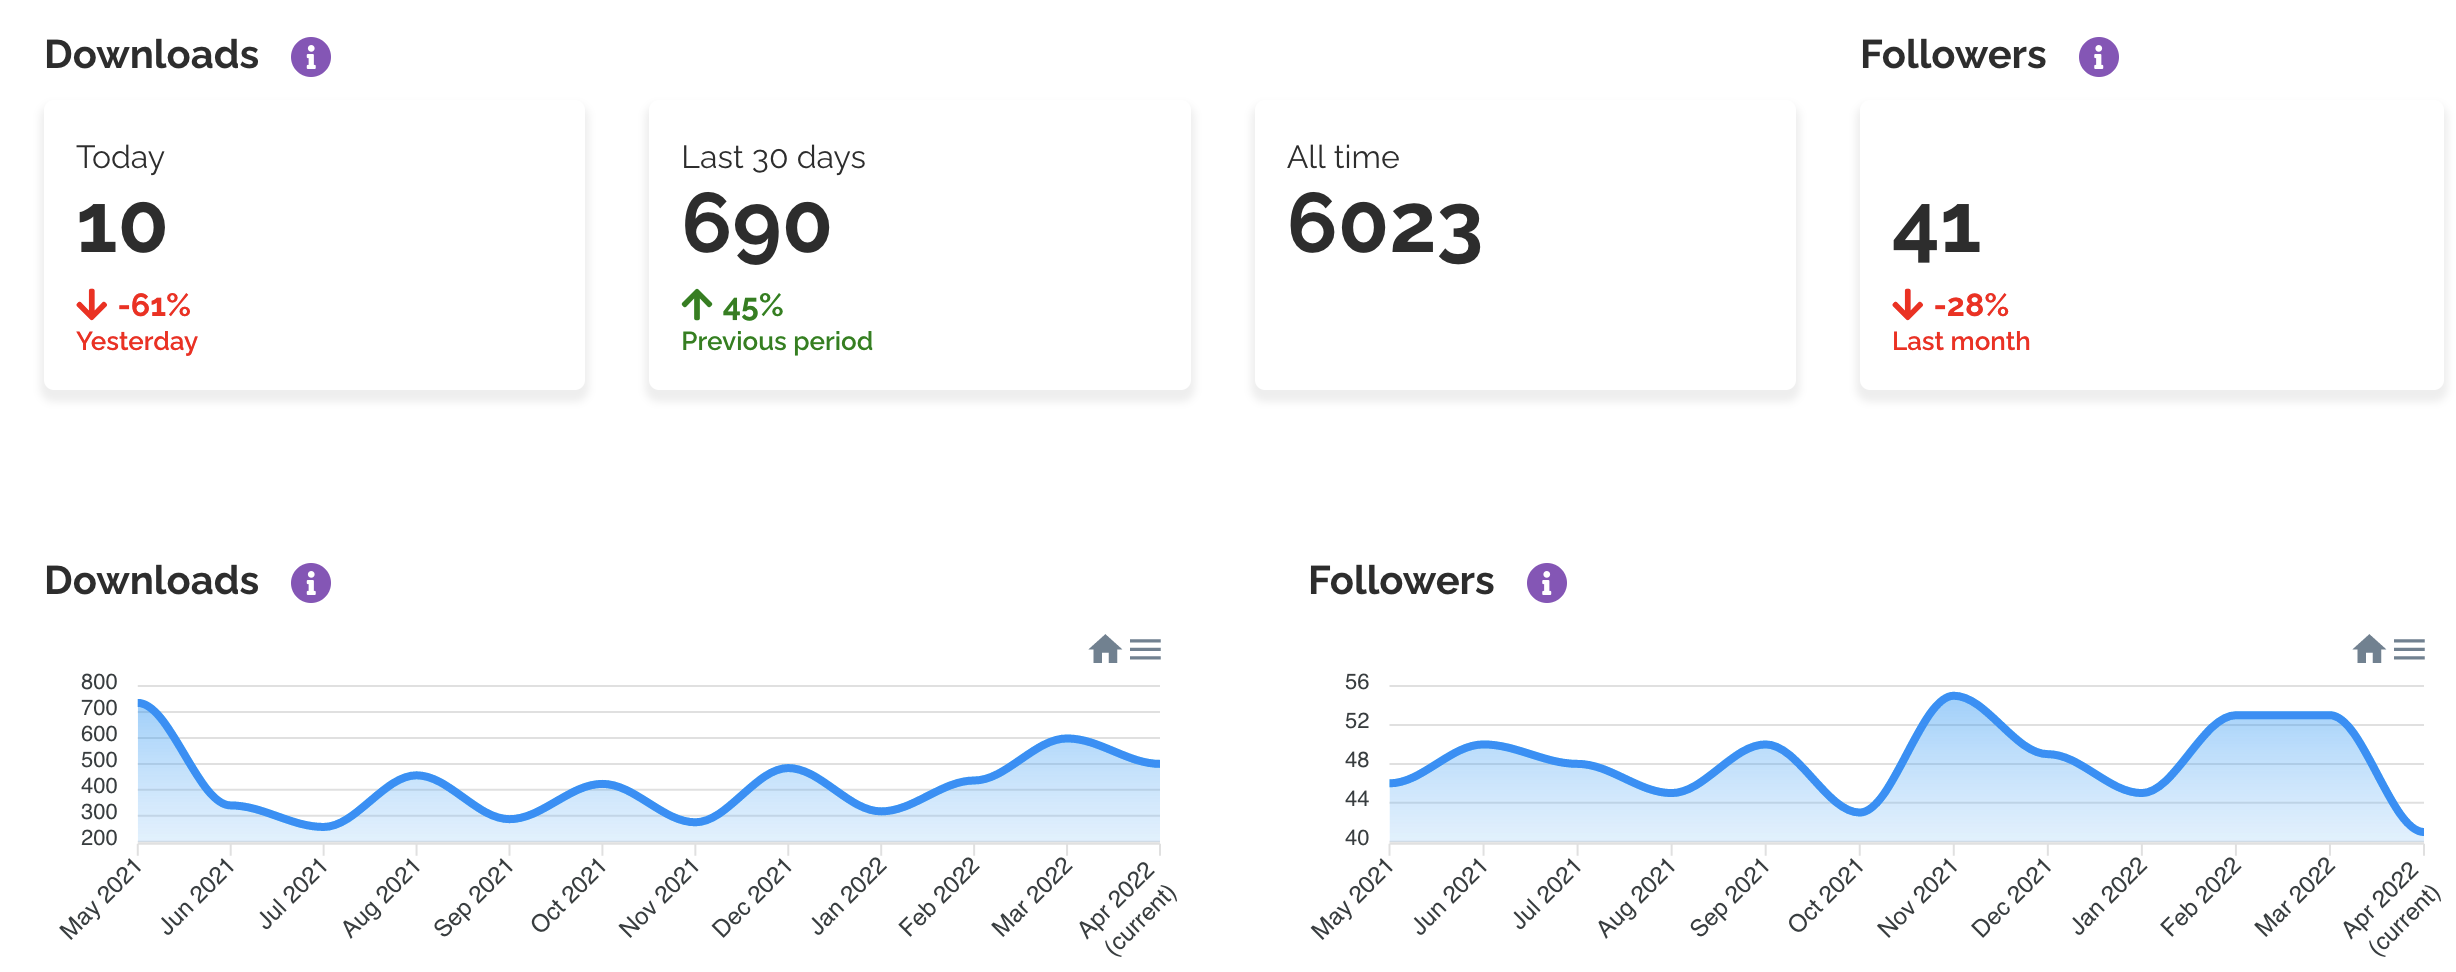 Downloads
Followers
Today
10
-61%
Yesterday
Last 30 days
690
45%
Previous period
All time
6023
41
-28%
Last month
Downloads
800
700
600
500
400
300
200
May 2021
Jun 2021
Jul 2021
Aug 2021
Sep 2021
Oct 2021
Nov 2021
Dec 2021
Jan 2022
Feb 2022
Mar 2022
Apr 2022
(current)
Followers
56
52
48
44
40
May 2021
Jun 2021
Jul 2021
Aug 2021
Sep 2021
Oct 2021
Nov 2021
Dec 2021
Jan 2022
Feb 2022
Mar 2022
Apr 2022
(current)